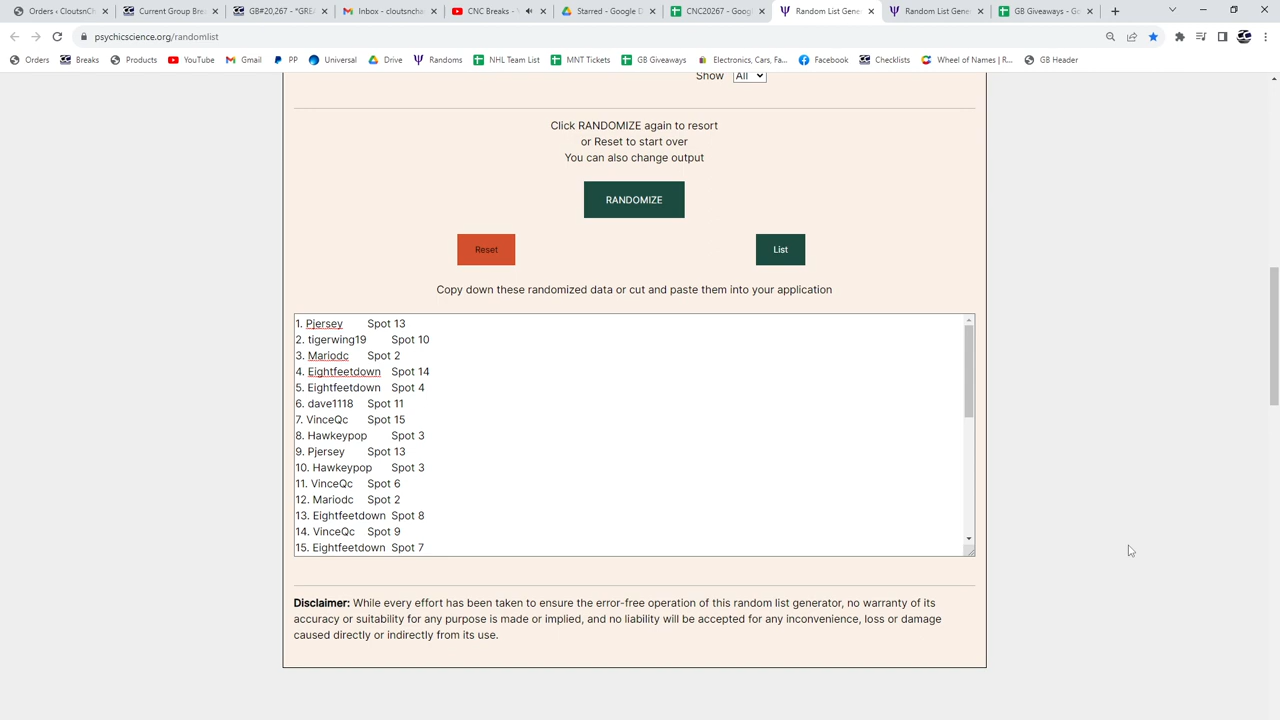 Orders ‹ CloutsnCh
Current Group Brea
GB#20,267 - "GREA
Inbox - cloutsncha
CNC Breaks -
Starred - Google D
CNC20267 - Googl
Random List Gene
Random List Gene
GB Giveaways - Go
psychicscience.org/randomlist
Orders
Breaks
Products
YouTube
Gmail
PP
Universal
Drive
Randoms
NHL Team List
MNT Tickets
GB Giveaways
Electronics, Cars, Fa...
Facebook
Checklists
Wheel of Names | R...
GB Header
Show All
Click RANDOMIZE again to resort
or Reset to start over
You can also change output
RANDOMIZE
Reset
List
Copy down these randomized data or cut and paste them into your application
1. Pjersey Spot 13
2. tigerwing19 Spot 10
3. Mariodc Spot 2
4. Eightfeetdown Spot 14
5. Eightfeetdown Spot 4
6. dave1118 Spot 11
7. VinceQc Spot 15
8. Hawkeypop Spot 3
9. Pjersey Spot 13
10. Hawkeypop Spot 3
11. VinceQc Spot 6
12. Mariodc Spot 2
13. Eightfeetdown Spot 8
14. VinceQc Spot 9
15. Eightfeetdown Spot 7
Disclaimer: While every effort has been taken to ensure the error-free operation of this random list generator, no warranty of its
accuracy or suitability for any purpose is made or implied, and no liability will be accepted for any inconvenience, loss or damage
caused directly or indirectly from its use.